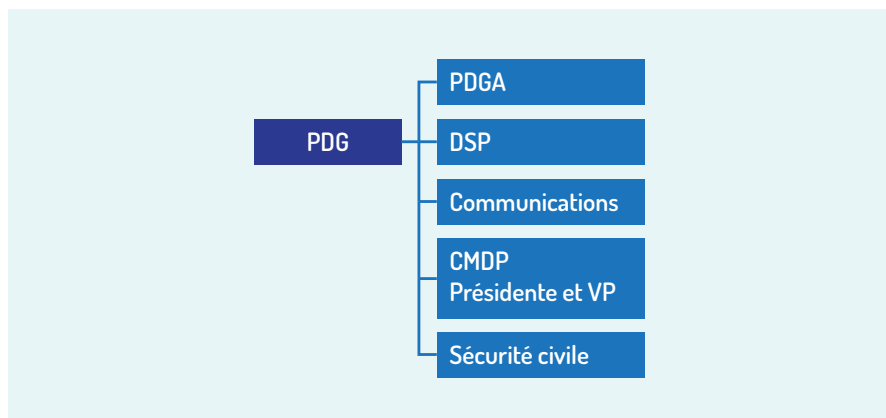 PDGA
PDG
DSP
Communications
CMDP
Présidente et VP
Sécurité civile